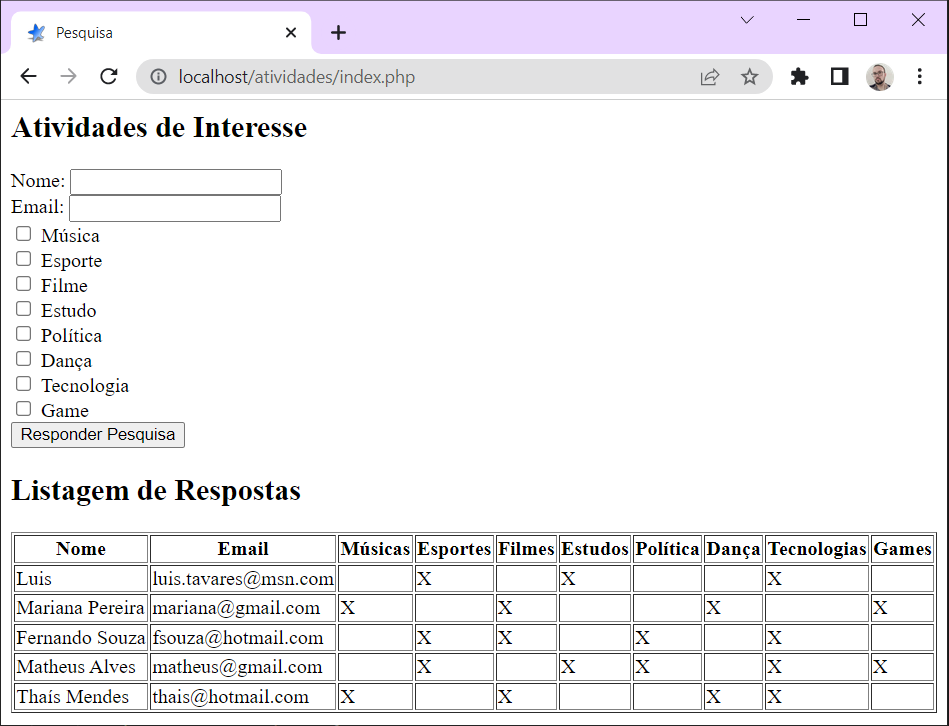 Pesquisa
localhost/atividades/index.php
Atividades de Interesse
Nome:
Email:
Música
Esporte
Filme
Estudo
Política
Dança
Tecnologia
Game
Responder Pesquisa
Listagem de Respostas
Nome Email Músicas Esportes Filmes Estudos Política Dança Tecnologias Games
Luis luis.tavares@msn.com X X X
Mariana Pereira mariana@gmail.com X X X X
Fernando Souza fsouza@hotmail.com X X X X
Matheus Alves matheus@gmail.com X X X X X
Thaís Mendes thais@hotmail.com X X X X